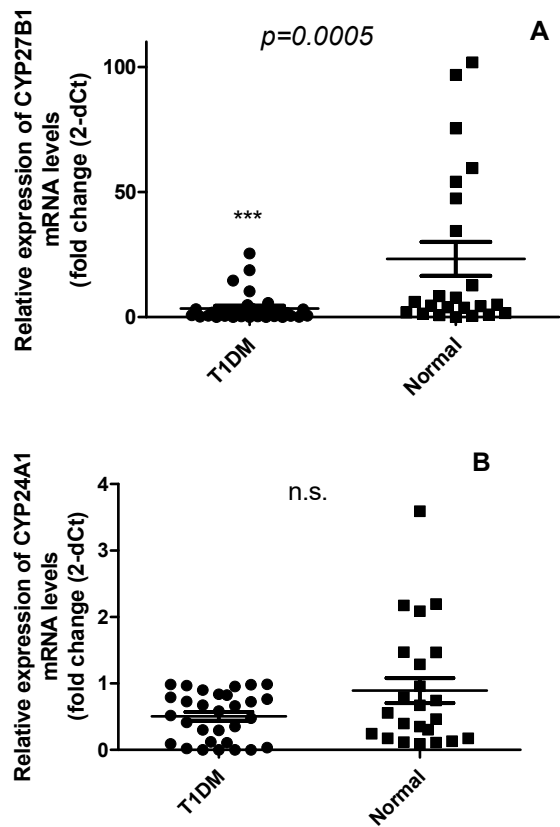 p=0.0005
A
Relative expression of CYP27B1
mRNA levels
(fold change (2-dCt)
100
50
0
***
T1DM
Normal
B
n.s.
Relative expression of CYP24A1
mRNA levels
(fold change (2-dCt)
4
3
2
1
0
T1DM
Normal